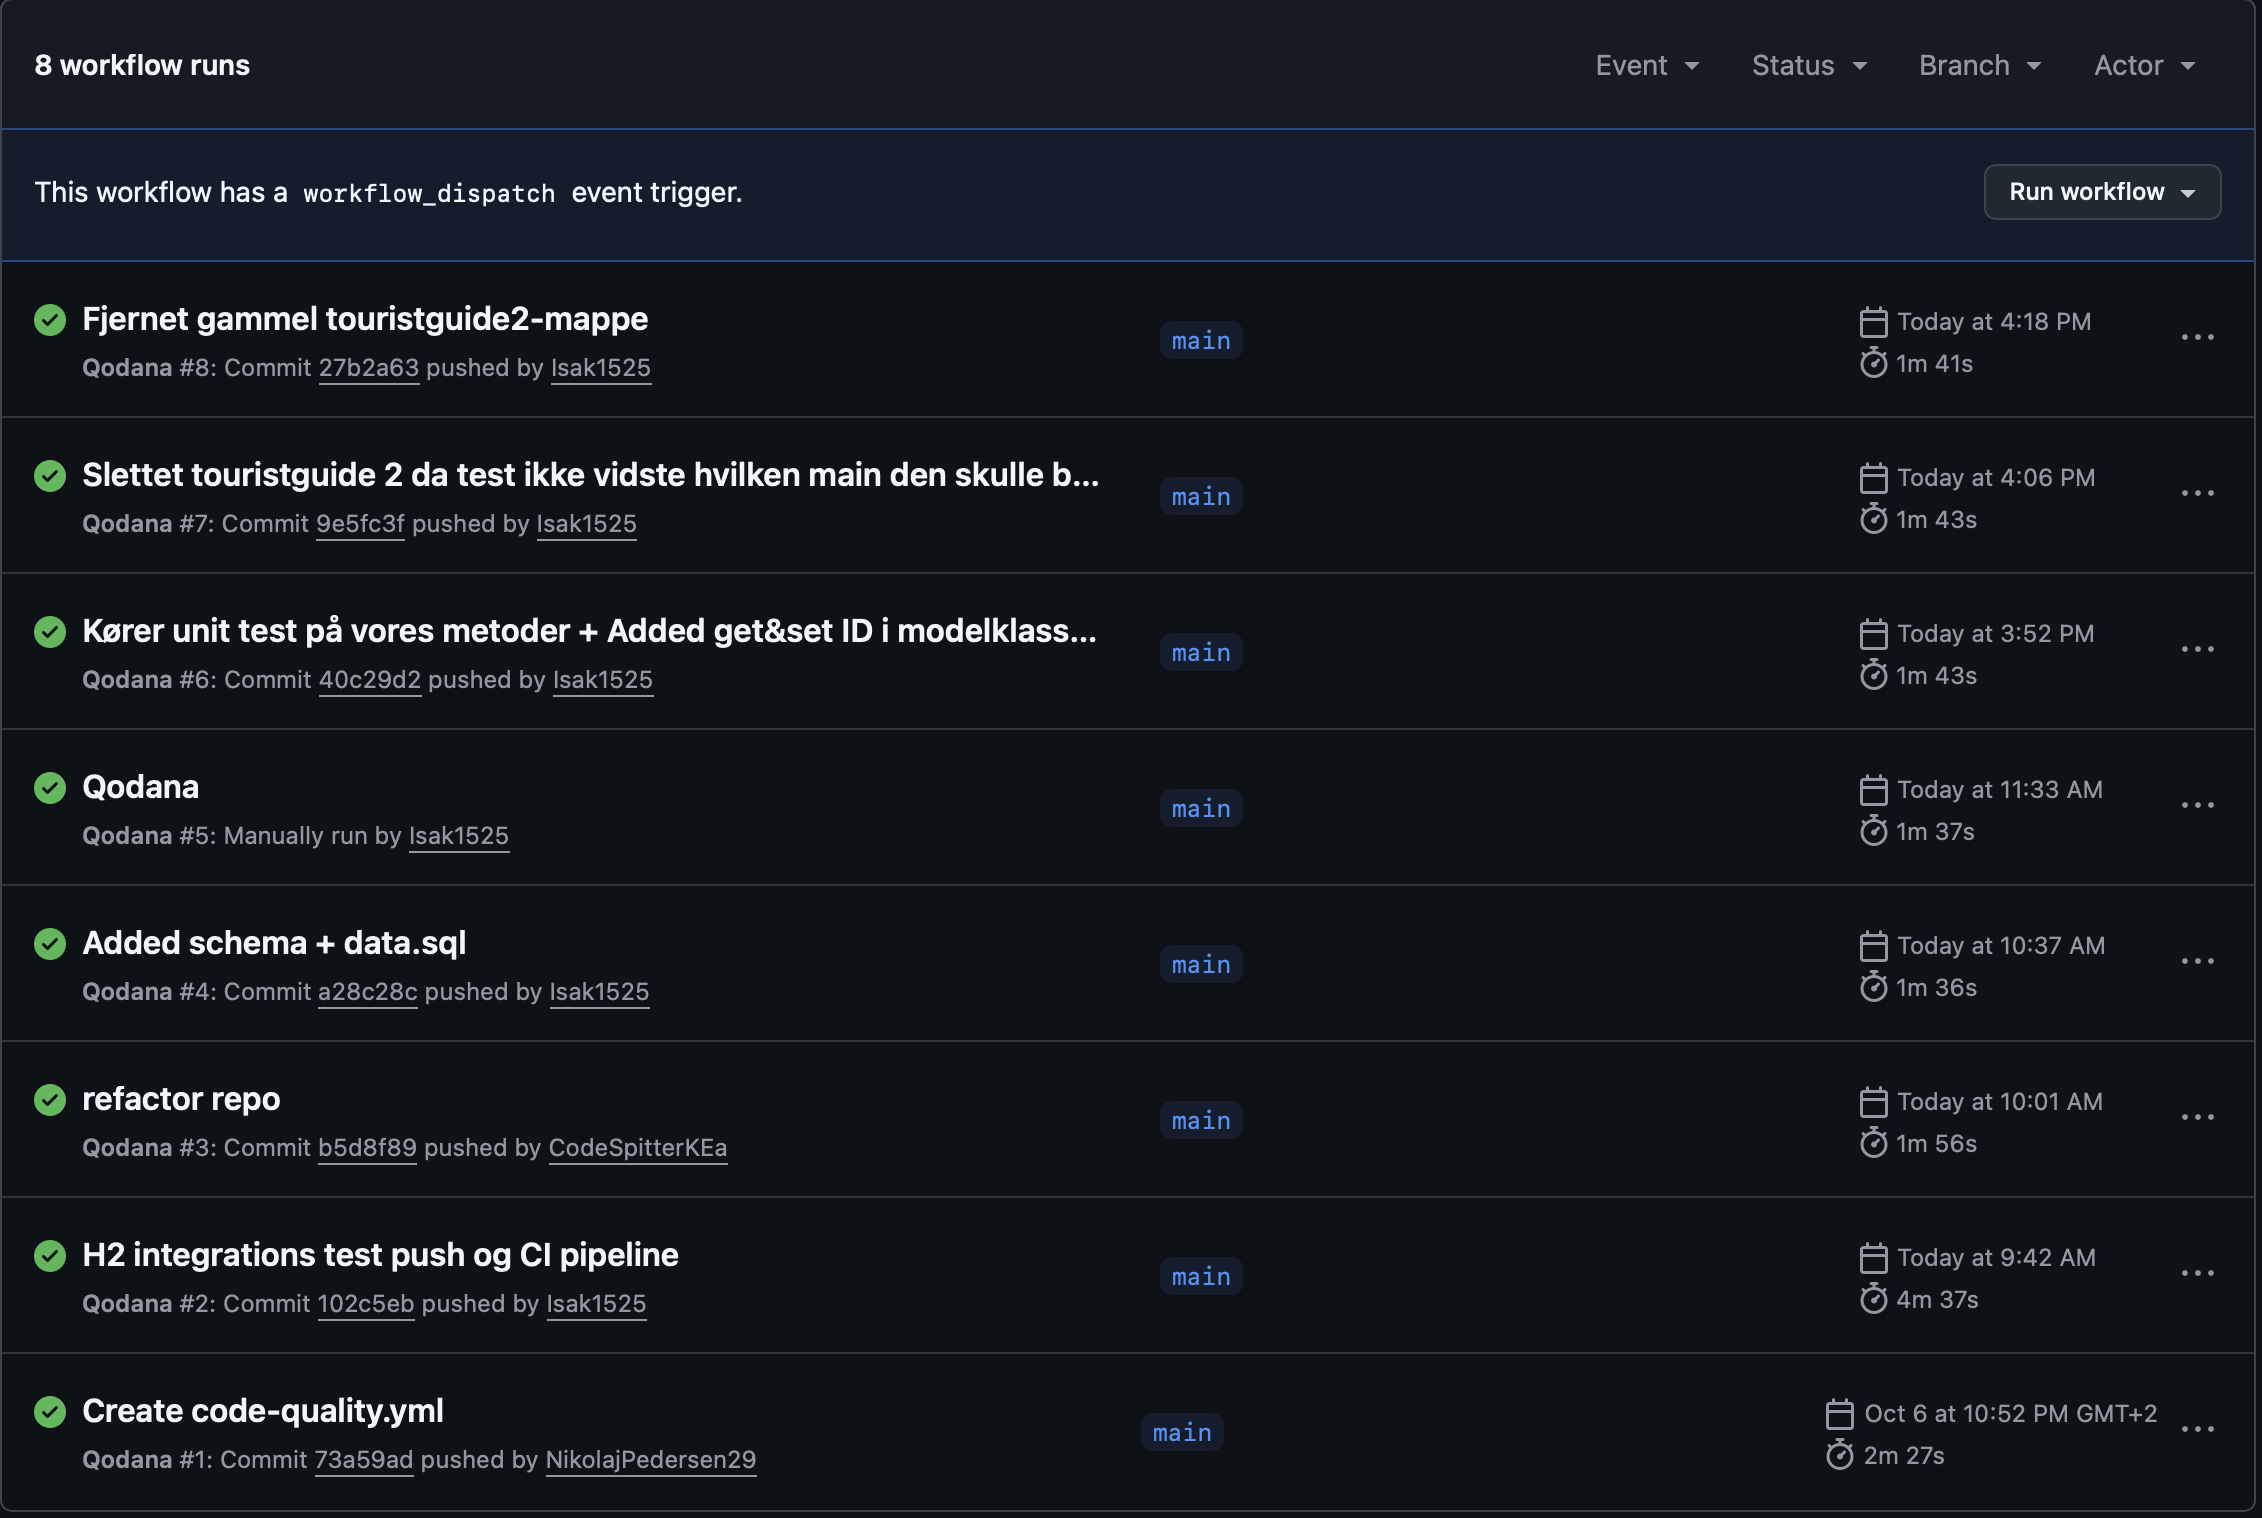 8 workflow runs
Event
Status
Branch
Actor
This workflow has a workflow_dispatch event trigger.
Run workflow
Fjernet gammel touristguide2-mappe
Qodana #8: Commit 27b2a63 pushed by Isak1525
main
Today at 4:18 PM
1m 41s
Slettet touristguide 2 da test ikke vidste hvilken main den skulle b...
Qodana #7: Commit 9e5fc3f pushed by Isak1525
main
Today at 4:06 PM
1m 43s
Kører unit test på vores metoder + Added get&set ID i modelklass...
Qodana #6: Commit 40c29d2 pushed by Isak1525
main
Today at 3:52 PM
1m 43s
Qodana
Qodana #5: Manually run by Isak1525
main
Today at 11:33 AM
1m 37s
Added schema + data.sql
Qodana #4: Commit a28c28c pushed by Isak1525
main
Today at 10:37 AM
1m 36s
refactor repo
Qodana #3: Commit b5d8f89 pushed by CodeSpitterKEa
main
Today at 10:01 AM
1m 56s
H2 integrations test push og CI pipeline
Qodana #2: Commit 102c5eb pushed by Isak1525
main
Today at 9:42 AM
4m 37s
Create code-quality.yml
Qodana #1: Commit 73a59ad pushed by NikolajPedersen29
main
Oct 6 at 10:52 PM GMT+2
2m 27s